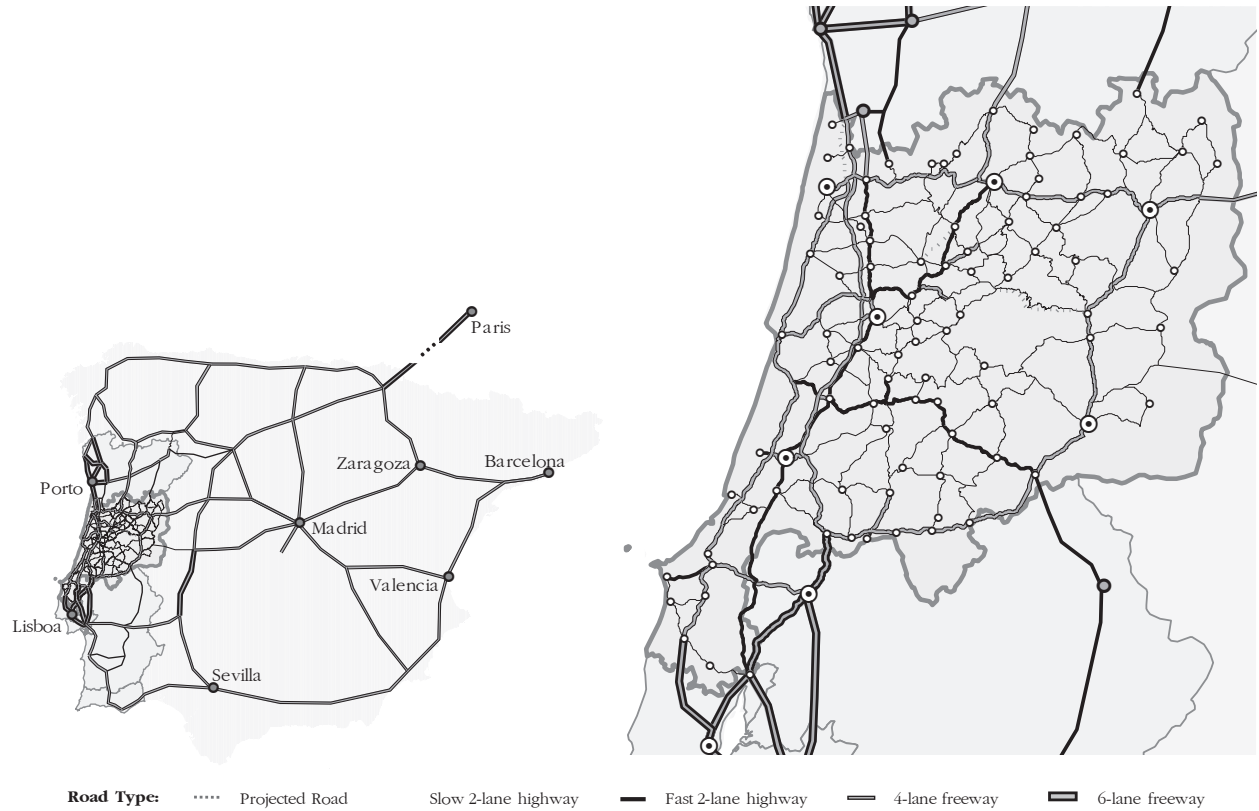 Paris
Zaragoza
Barcelona
Porto
Madrid
Valencia
Lisboa
Sevilla
Road Type: Projected Road Slow 2-lane highway Fast 2-lane highway 4-lane freeway 6-lane freeway